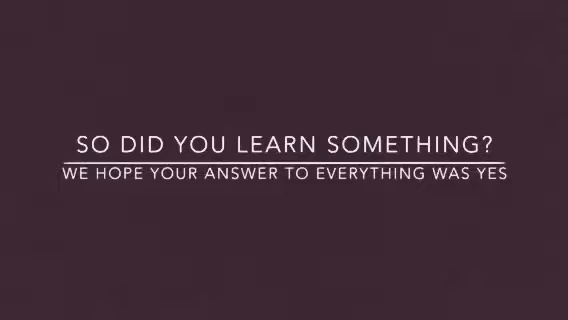 SO DID YOU LEARN SOMETHING?
WE HOPE YOUR ANSWER TO EVERYTHING WAS YES